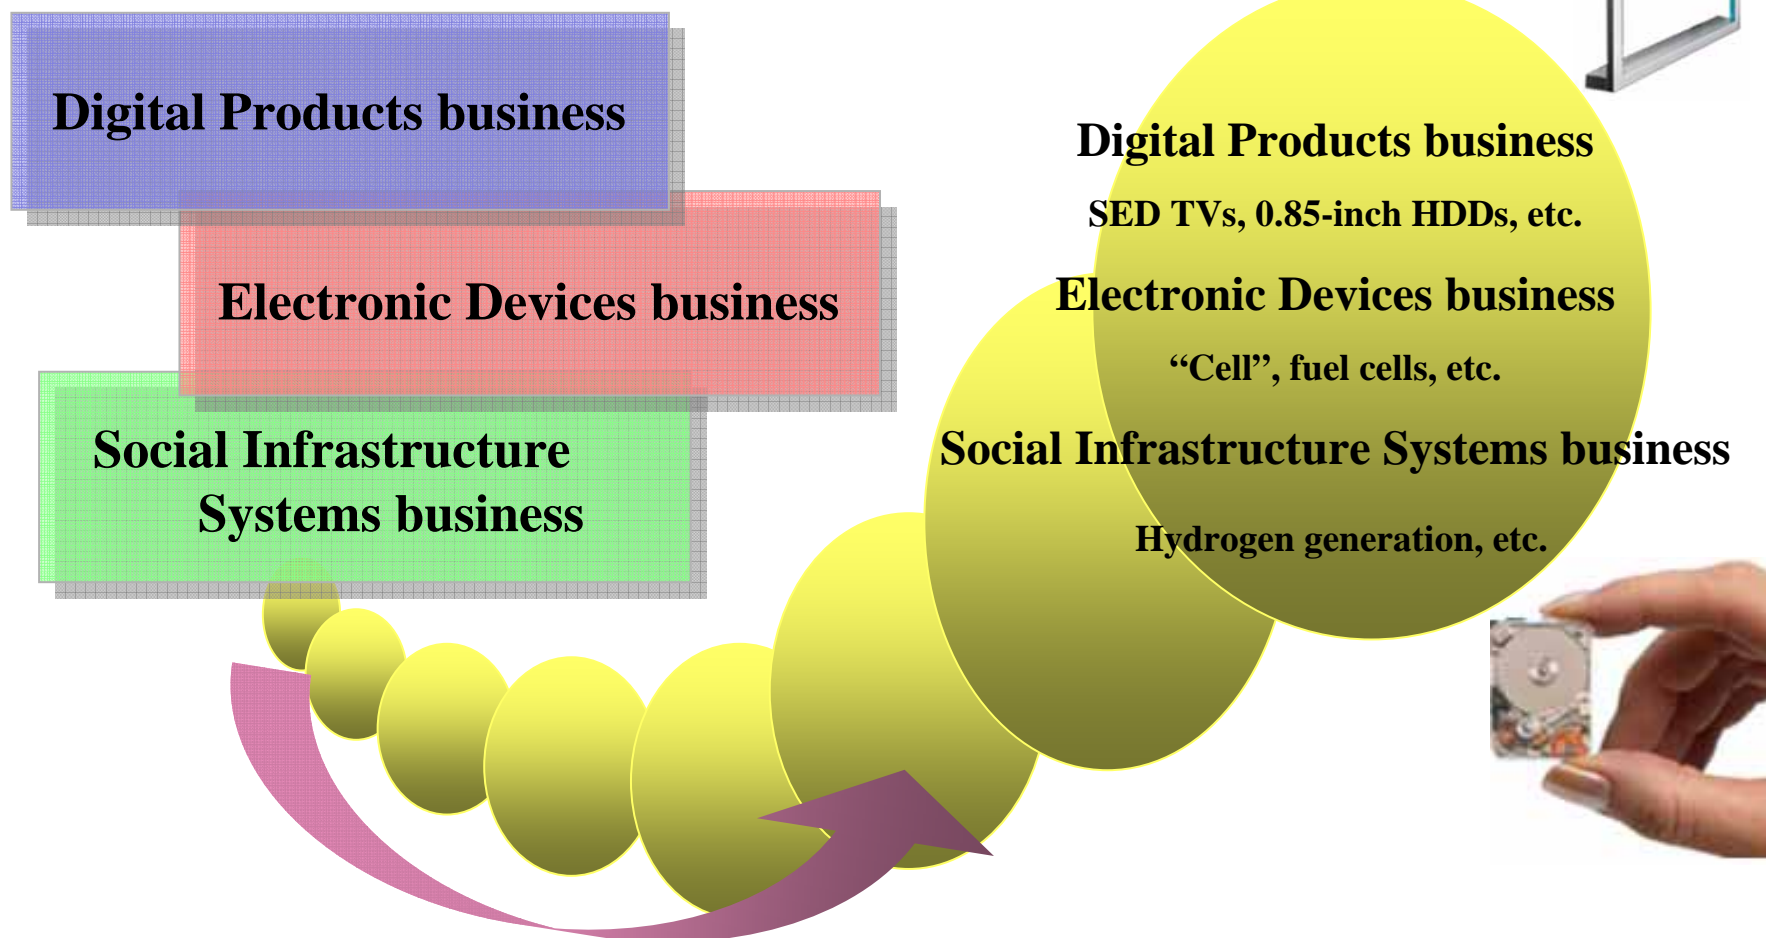 Digital Products business
Electronic Devices business
Social Infrastructure
Systems business
Digital Products business
SED TVs, 0.85-inch HDDs, etc.
Electronic Devices business
“Cell”, fuel cells, etc.
Social Infrastructure Systems business
Hydrogen generation, etc.